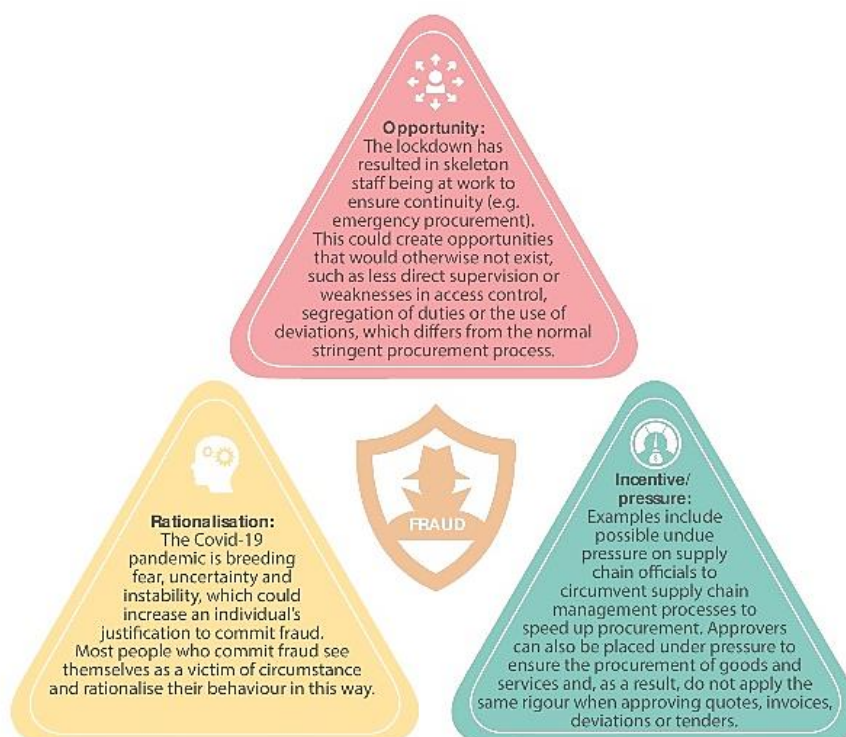 Opportunity:
The lockdown has
resulted in skeleton
staff being at work to
ensure continuity (e.g.
emergency procurement).
This could create opportunities
that would otherwise not exist,
such as less direct supervision or
weaknesses in access control,
segregation of duties or the use of
deviations, which differs from the normal
stringent procurement process.
Rationalisation:
The Covid-19
pandemic is breeding
fear, uncertainty and
instability, which could
increase an individual's
justification to commit fraud.
Most people who commit fraud see
themselves as a victim of circumstance
and rationalise their behaviour in this way.
FRAUD
Incentive/
pressure:
Examples include
possible undue
pressure on supply
chain officials to
circumvent supply chain
management processes to
speed up procurement. Approvers
can also be placed under pressure to
ensure the procurement of goods and
services and, as a result, do not apply the
same rigour when approving quotes, invoices,
deviations or tenders.